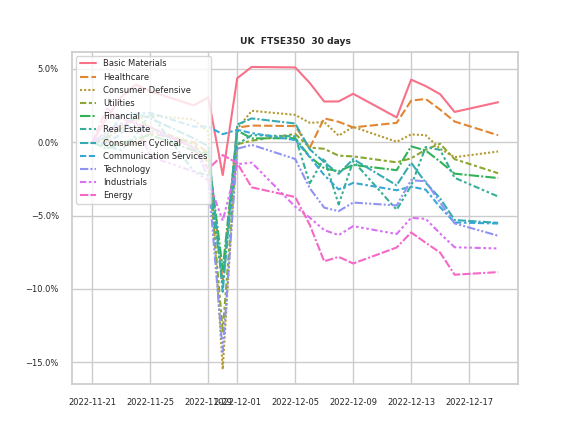 UK FTSE350 30 days
5.0%
0.0%
−5.0%
−10.0%
−15.0%
Basic Materials
Healthcare
Consumer Defensive
Utilities
Financial
Real Estate
Consumer Cyclical
Communication Services
Technology
Industrials
Energy
2022-11-21 2022-11-25 2022-11-29 2022-12-01 2022-12-05 2022-12-09 2022-12-13 2022-12-17